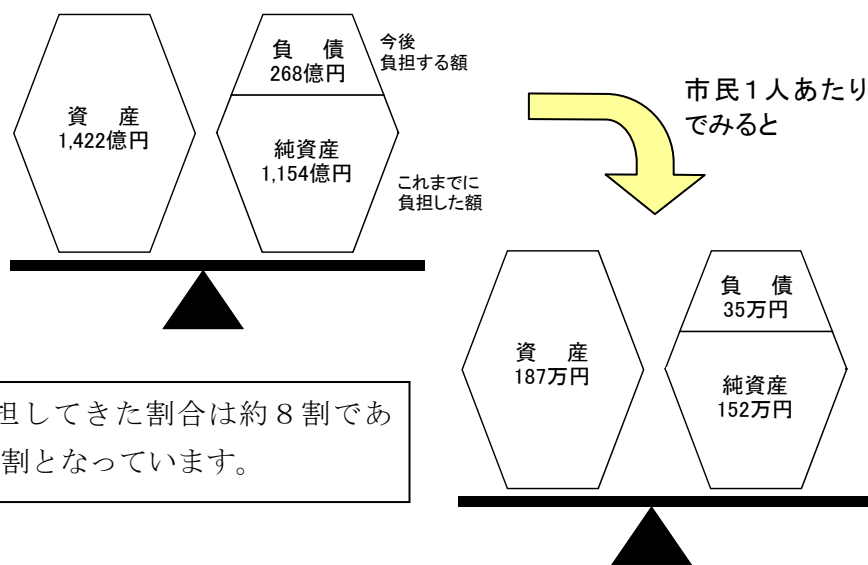 資　産
1,422億円
負　債
268億円
今後
負担する額
純資産
1,154億円
これまでに
負担した額
市民１人あたり
でみると
資　産
187万円
負　債
35万円
純資産
152万円
担してきた割合は約８割であ
割となっています。